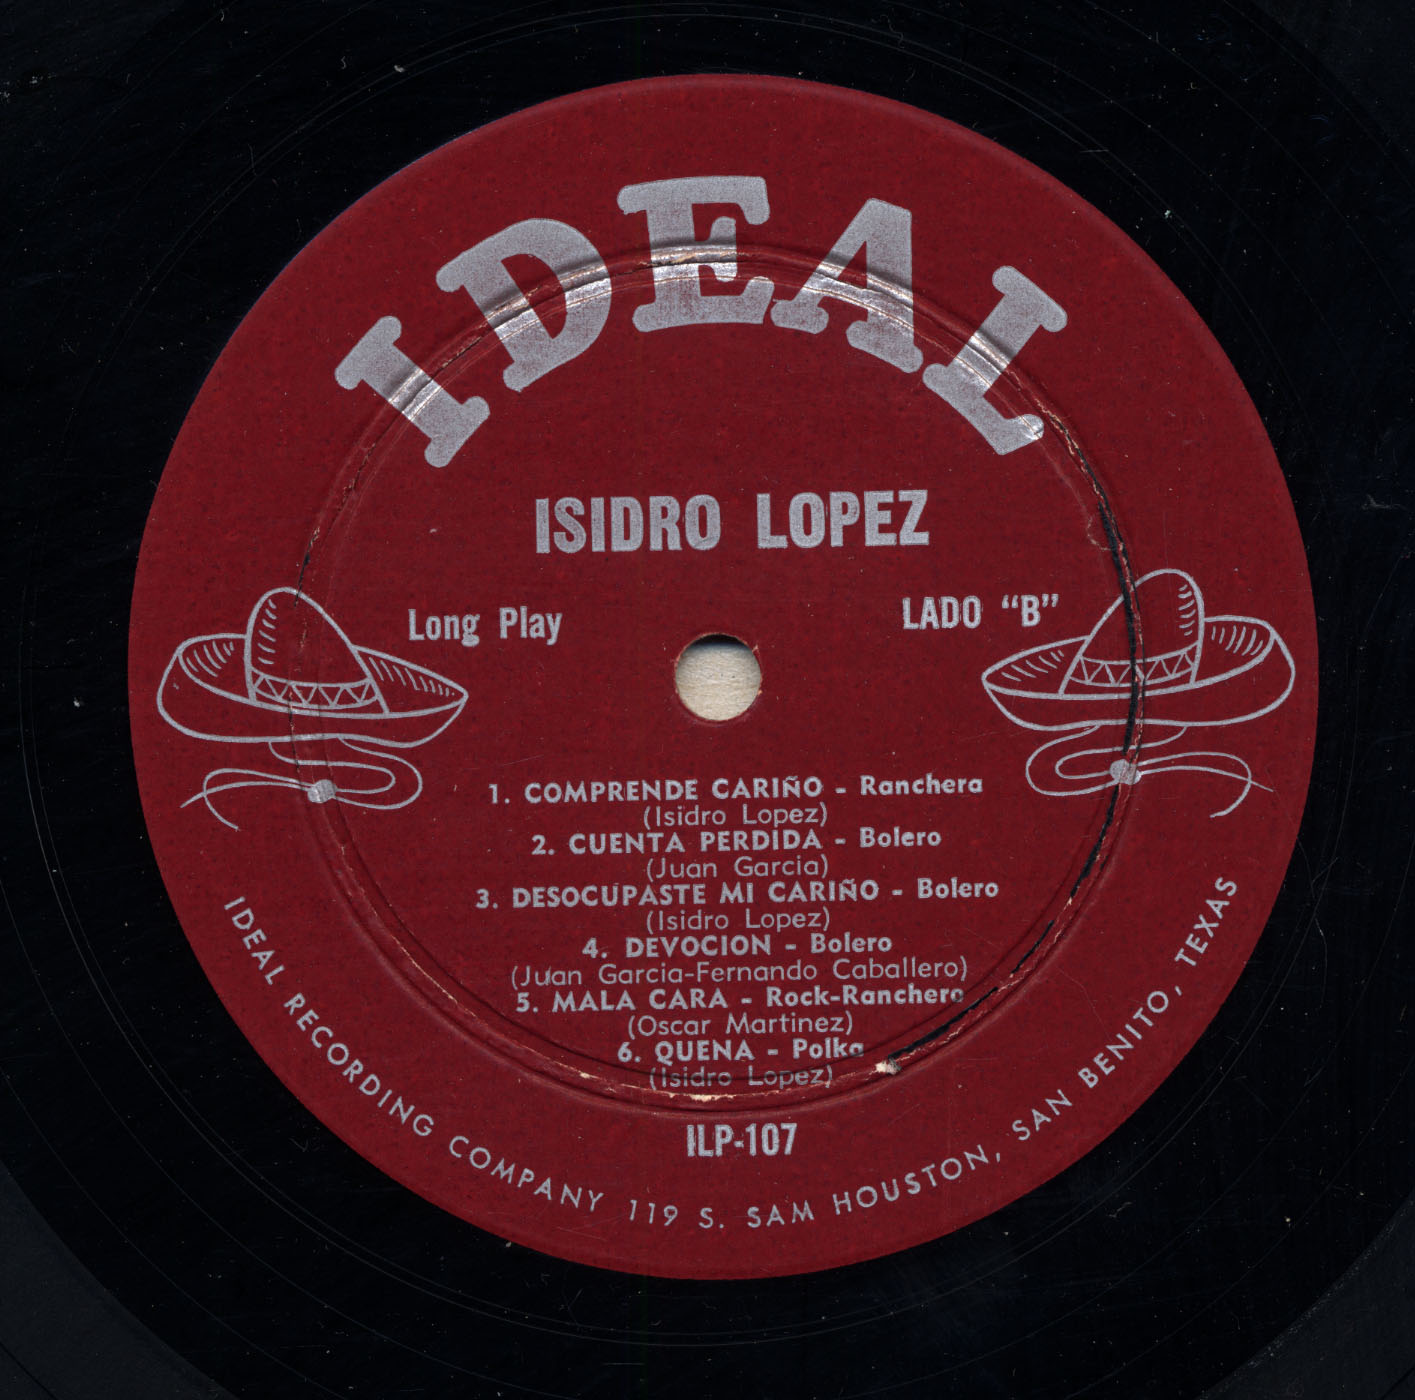 IDEAL
ISIDRO LOPEZ
Long Play
LADO "B"
1. COMPRENDE CARIÑO - Ranchera
(Isidro Lopez)
2. CUENTA PERDIDA - Bolero
(Juan Garcia)
3. DESOCUPASTE MI CARIÑO - Bolero
(Isidro Lopez)
4. DEVOCION - Bolero
(Juan Garcia-Fernando Caballero)
5. MALA CARA - Rock-Ranchera
(Oscar Martinez)
6. QUENA - Polka
(Isidro Lopez)
ILP-107
IDEAL RECORDING COMPANY 119 S. SAM HOUSTON, SAN BENITO, TEXAS